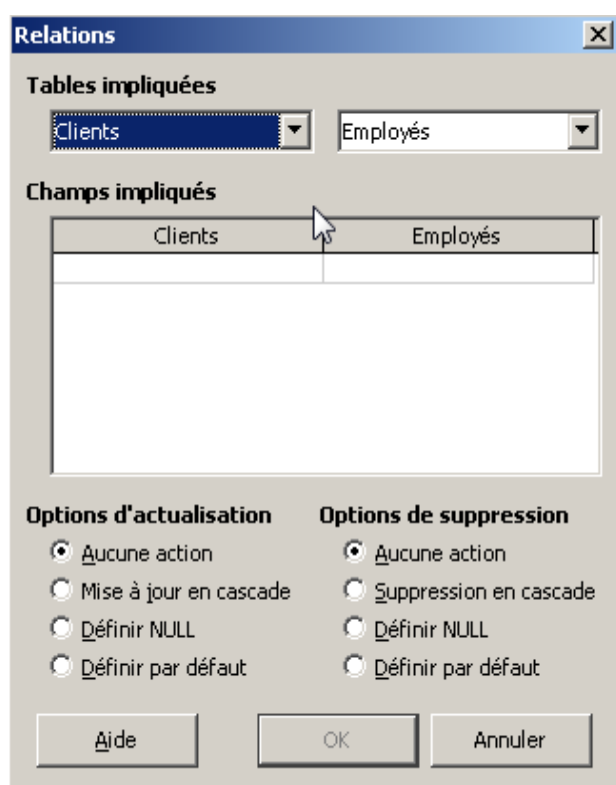 Relations
Tables impliquées
Clients Employés
Champs impliqués
Clients Employés
Options d'actualisation Options de suppression
Aucune action Aucune action
Mise à jour en cascade Suppression en cascade
Définir NULL Définir NULL
Définir par défaut Définir par défaut
Aide OK Annuler